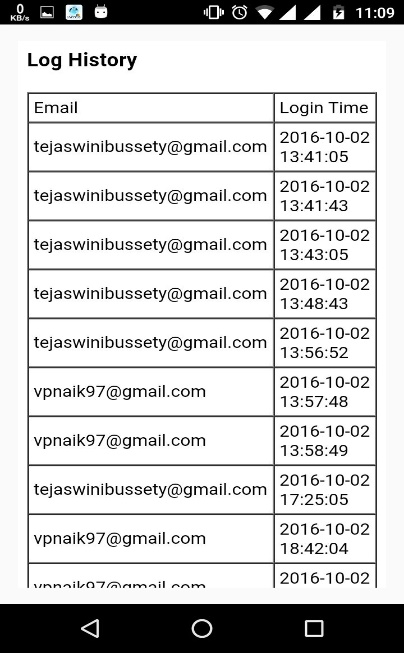 0
KB/s
11:09
Log History
Email Login Time
tejaswinibussety@gmail.com 2016-10-02
13:41:05
tejaswinibussety@gmail.com 2016-10-02
13:41:43
tejaswinibussety@gmail.com 2016-10-02
13:43:05
tejaswinibussety@gmail.com 2016-10-02
13:48:43
tejaswinibussety@gmail.com 2016-10-02
13:56:52
vpnaik97@gmail.com 2016-10-02
13:57:48
vpnaik97@gmail.com 2016-10-02
13:58:49
tejaswinibussety@gmail.com 2016-10-02
17:25:05
vpnaik97@gmail.com 2016-10-02
18:42:04
vpnaik97@gmail.com 2016-10-02